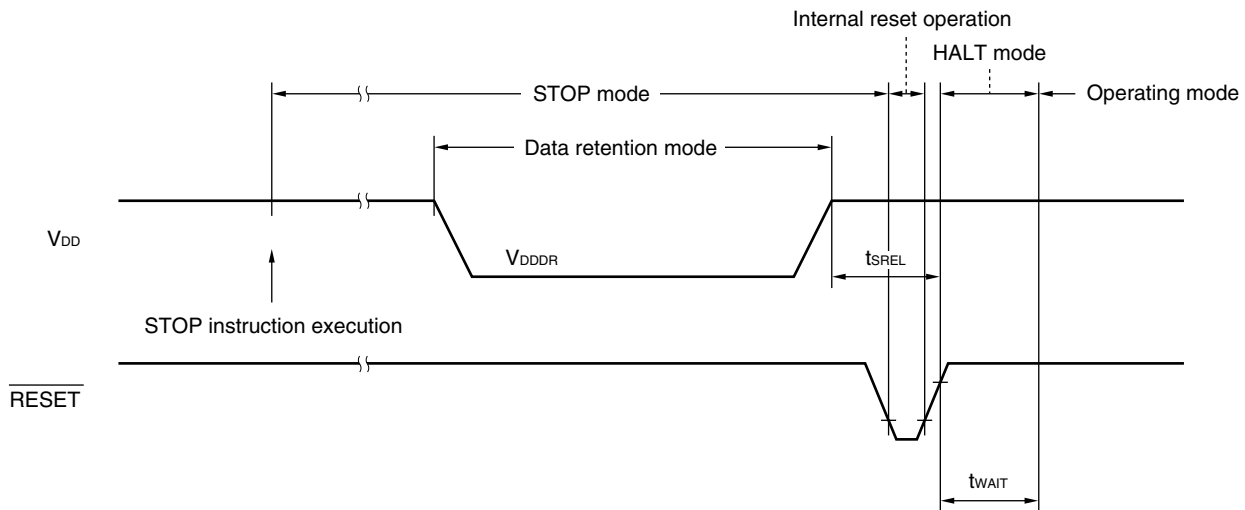 Internal reset operation
HALT mode
STOP mode
Operating mode
Data retention mode
VDD
VDDDR
tSREL
STOP instruction execution
RESET
tWAIT